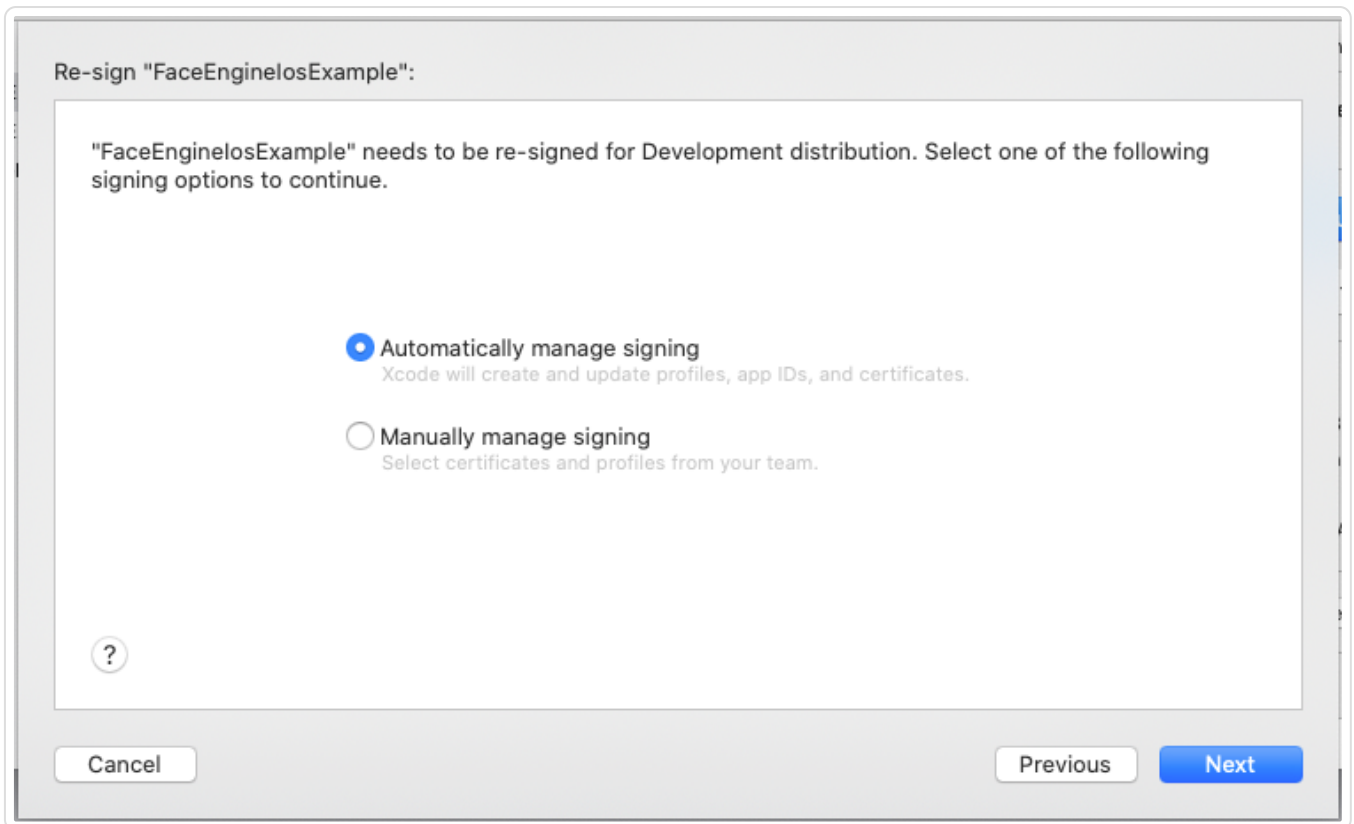 Re-sign "FaceEngineIosExample":
"FaceEngineIosExample" needs to be re-signed for Development distribution. Select one of the following
signing options to continue.
Automatically manage signing
Xcode will create and update profiles, app IDs, and certificates.
Manually manage signing
Select certificates and profiles from your team.
?
Cancel
Previous
Next